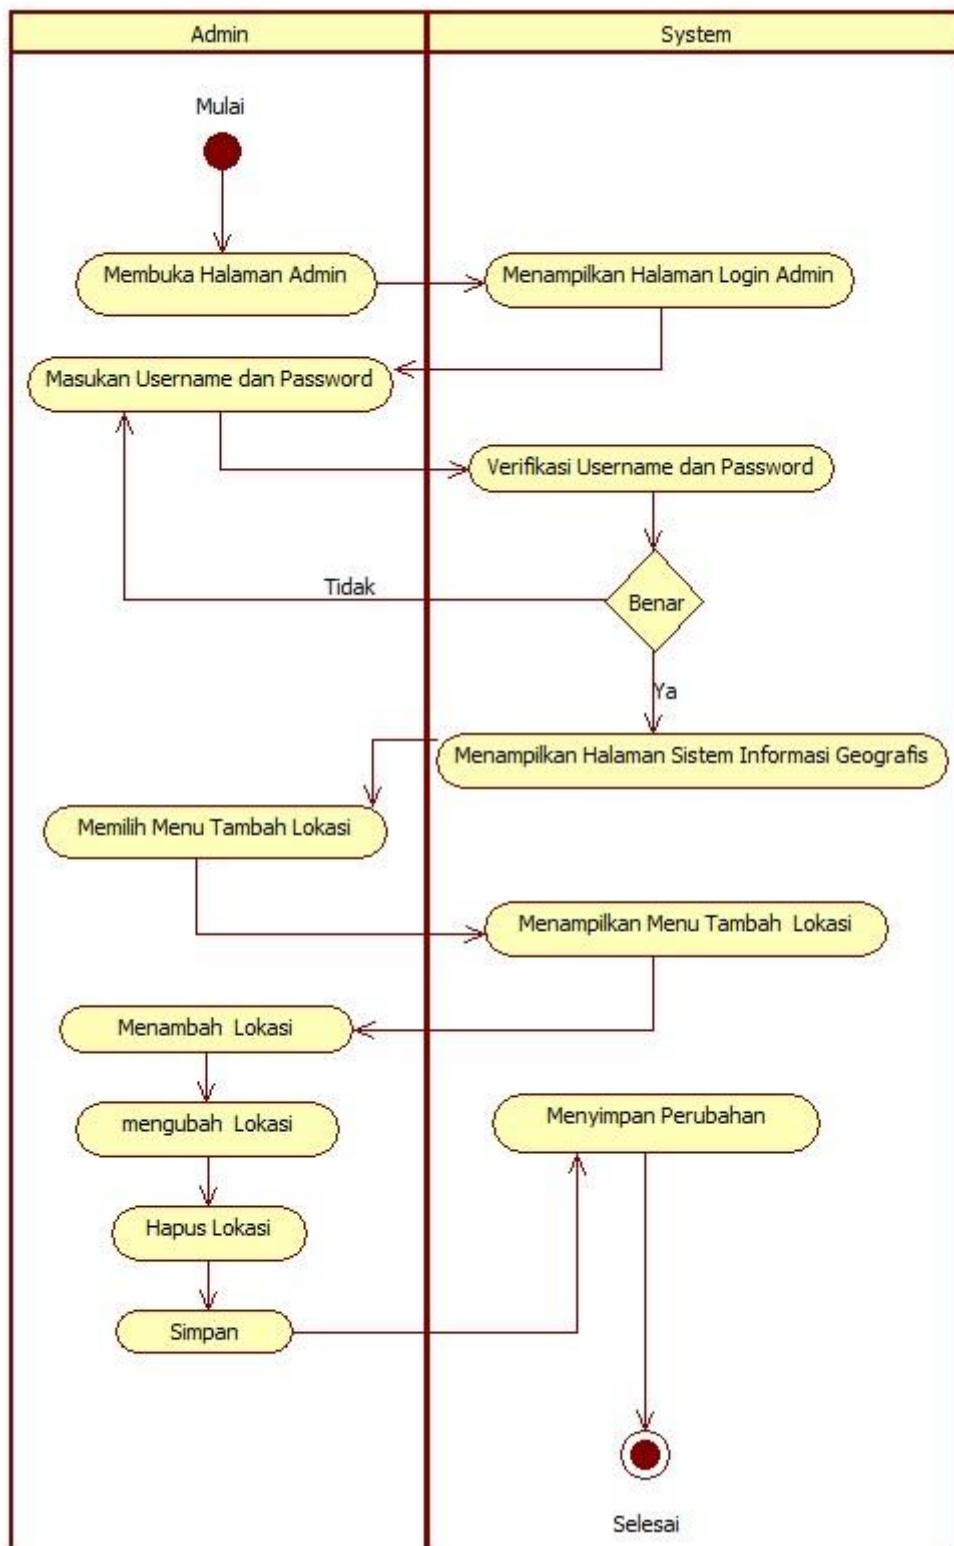 Admin
System
Mulai
Membuka Halaman Admin
Menampilkan Halaman Login Admin
Masukan Username dan Password
Verifikasi Username dan Password
Tidak
Benar
Ya
Menampilkan Halaman Sistem Informasi Geografis
Memilih Menu Tambah Lokasi
Menampilkan Menu Tambah  Lokasi
Menambah  Lokasi
mengubah  Lokasi
Menyimpan Perubahan
Hapus Lokasi
Simpan
Selesai